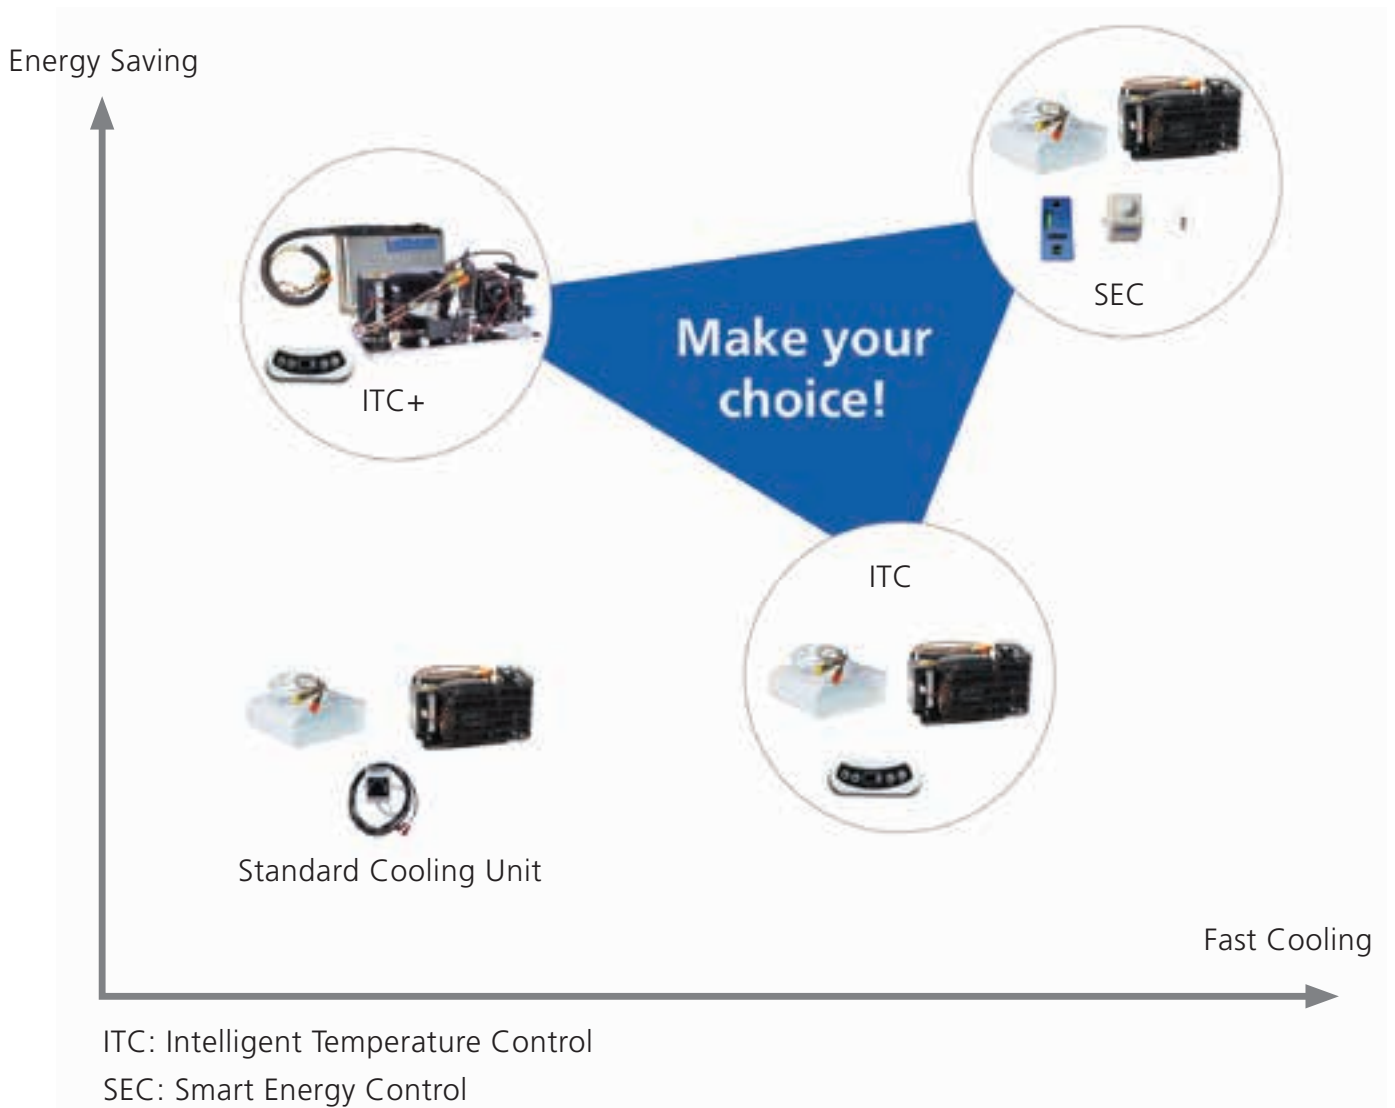 Energy Saving
SEC
ITC+
Make your
choice!
ITC
Standard Cooling Unit
Fast Cooling
ITC: Intelligent Temperature Control
SEC: Smart Energy Control